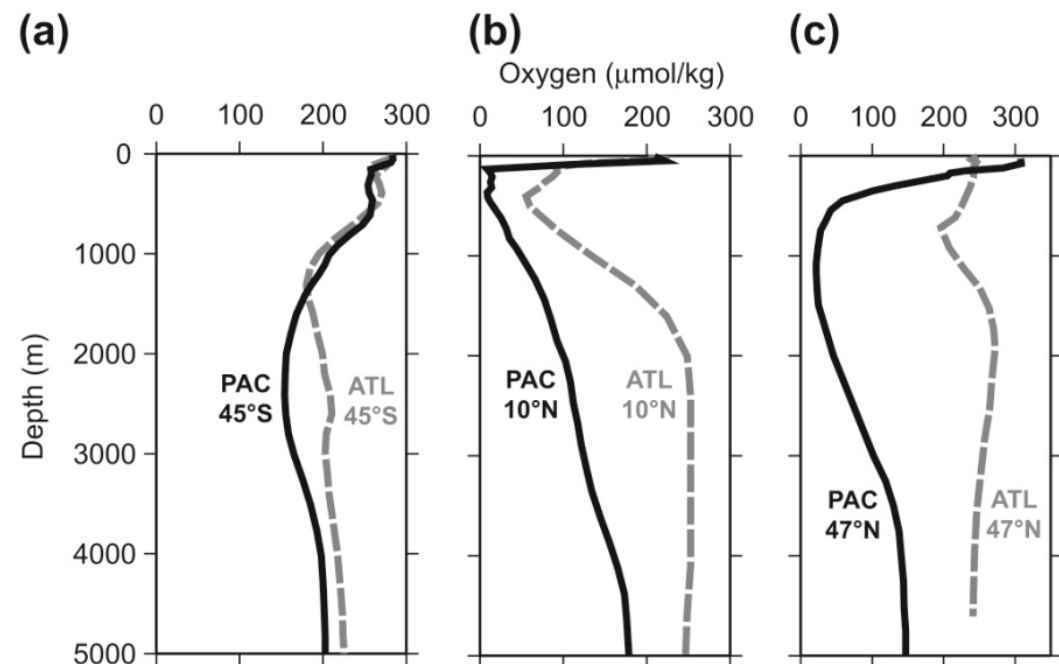 (a) (b) (c)
Oxygen (μmol/kg)
0 100 200 300 0 100 200 300 0 100 200 300
0
1000
2000
3000
4000
5000
Depth (m)
PAC
45°S
ATL
45°S
PAC
10°N
ATL
10°N
PAC
47°N
ATL
47°N